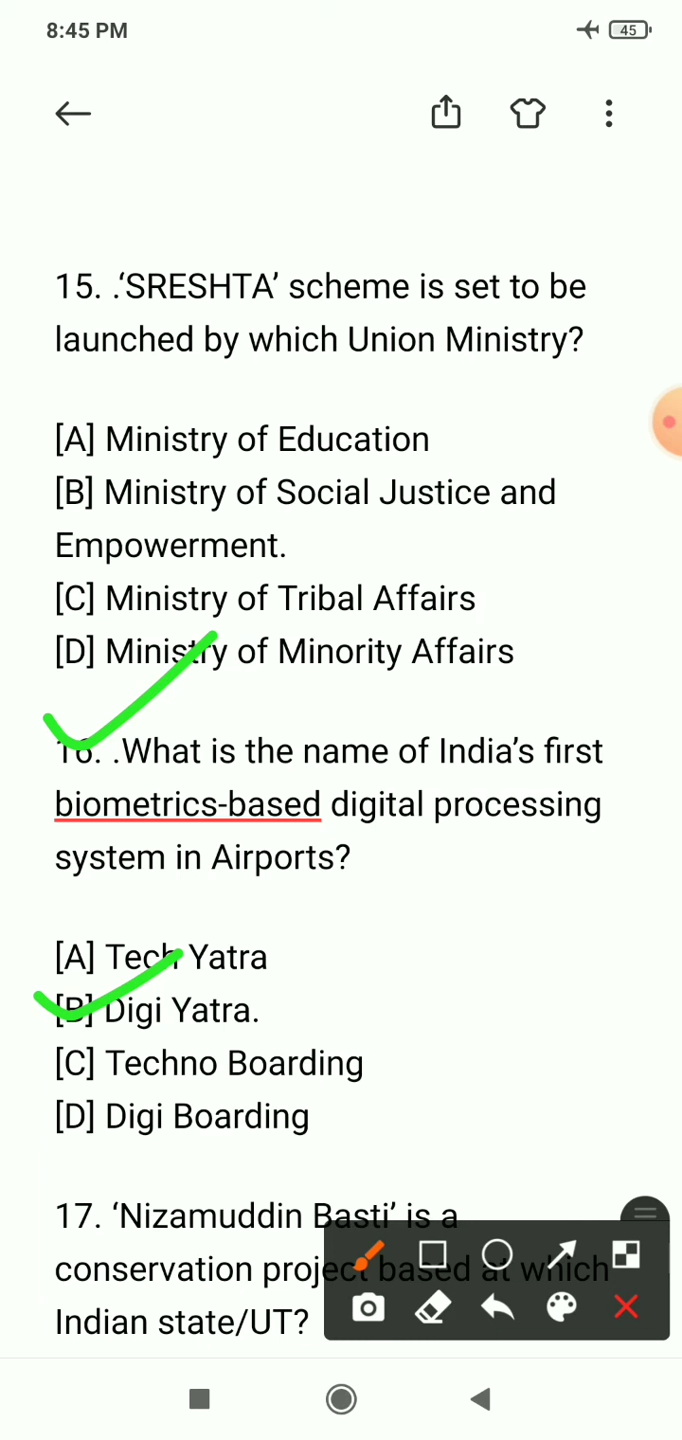 8:45 PM
45
15. .‘SRESHTA’ scheme is set to be
launched by which Union Ministry?
[A] Ministry of Education
[B] Ministry of Social Justice and
Empowerment.
[C] Ministry of Tribal Affairs
[D] Ministry of Minority Affairs
16. .What is the name of India’s first
biometrics-based digital processing
system in Airports?
[A] Tech Yatra
[B] Digi Yatra.
[C] Techno Boarding
[D] Digi Boarding
17. ‘Nizamuddin Basti’ is a
conservation project based at which
Indian state/UT?